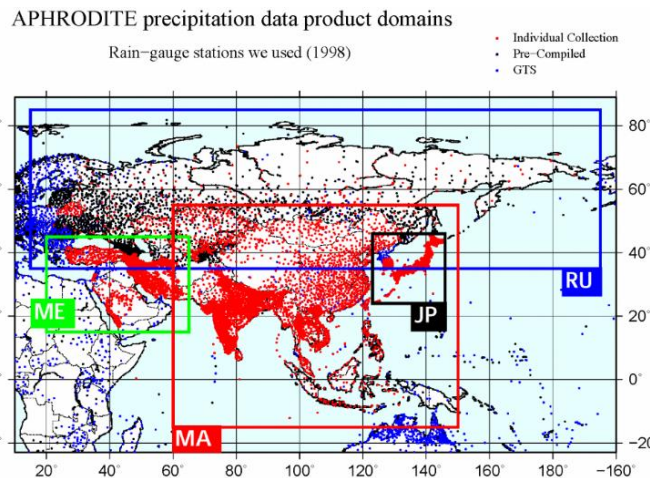 APHRODITE precipitation data product domains
Rain−gauge stations we used (1998)
Individual Collection
Pre−Compiled
GTS
80°
60°
40°
20°
0°
−20°
RU
ME
JP
MA
20° 40° 60° 80° 100° 120° 140° 160° 180° −160°